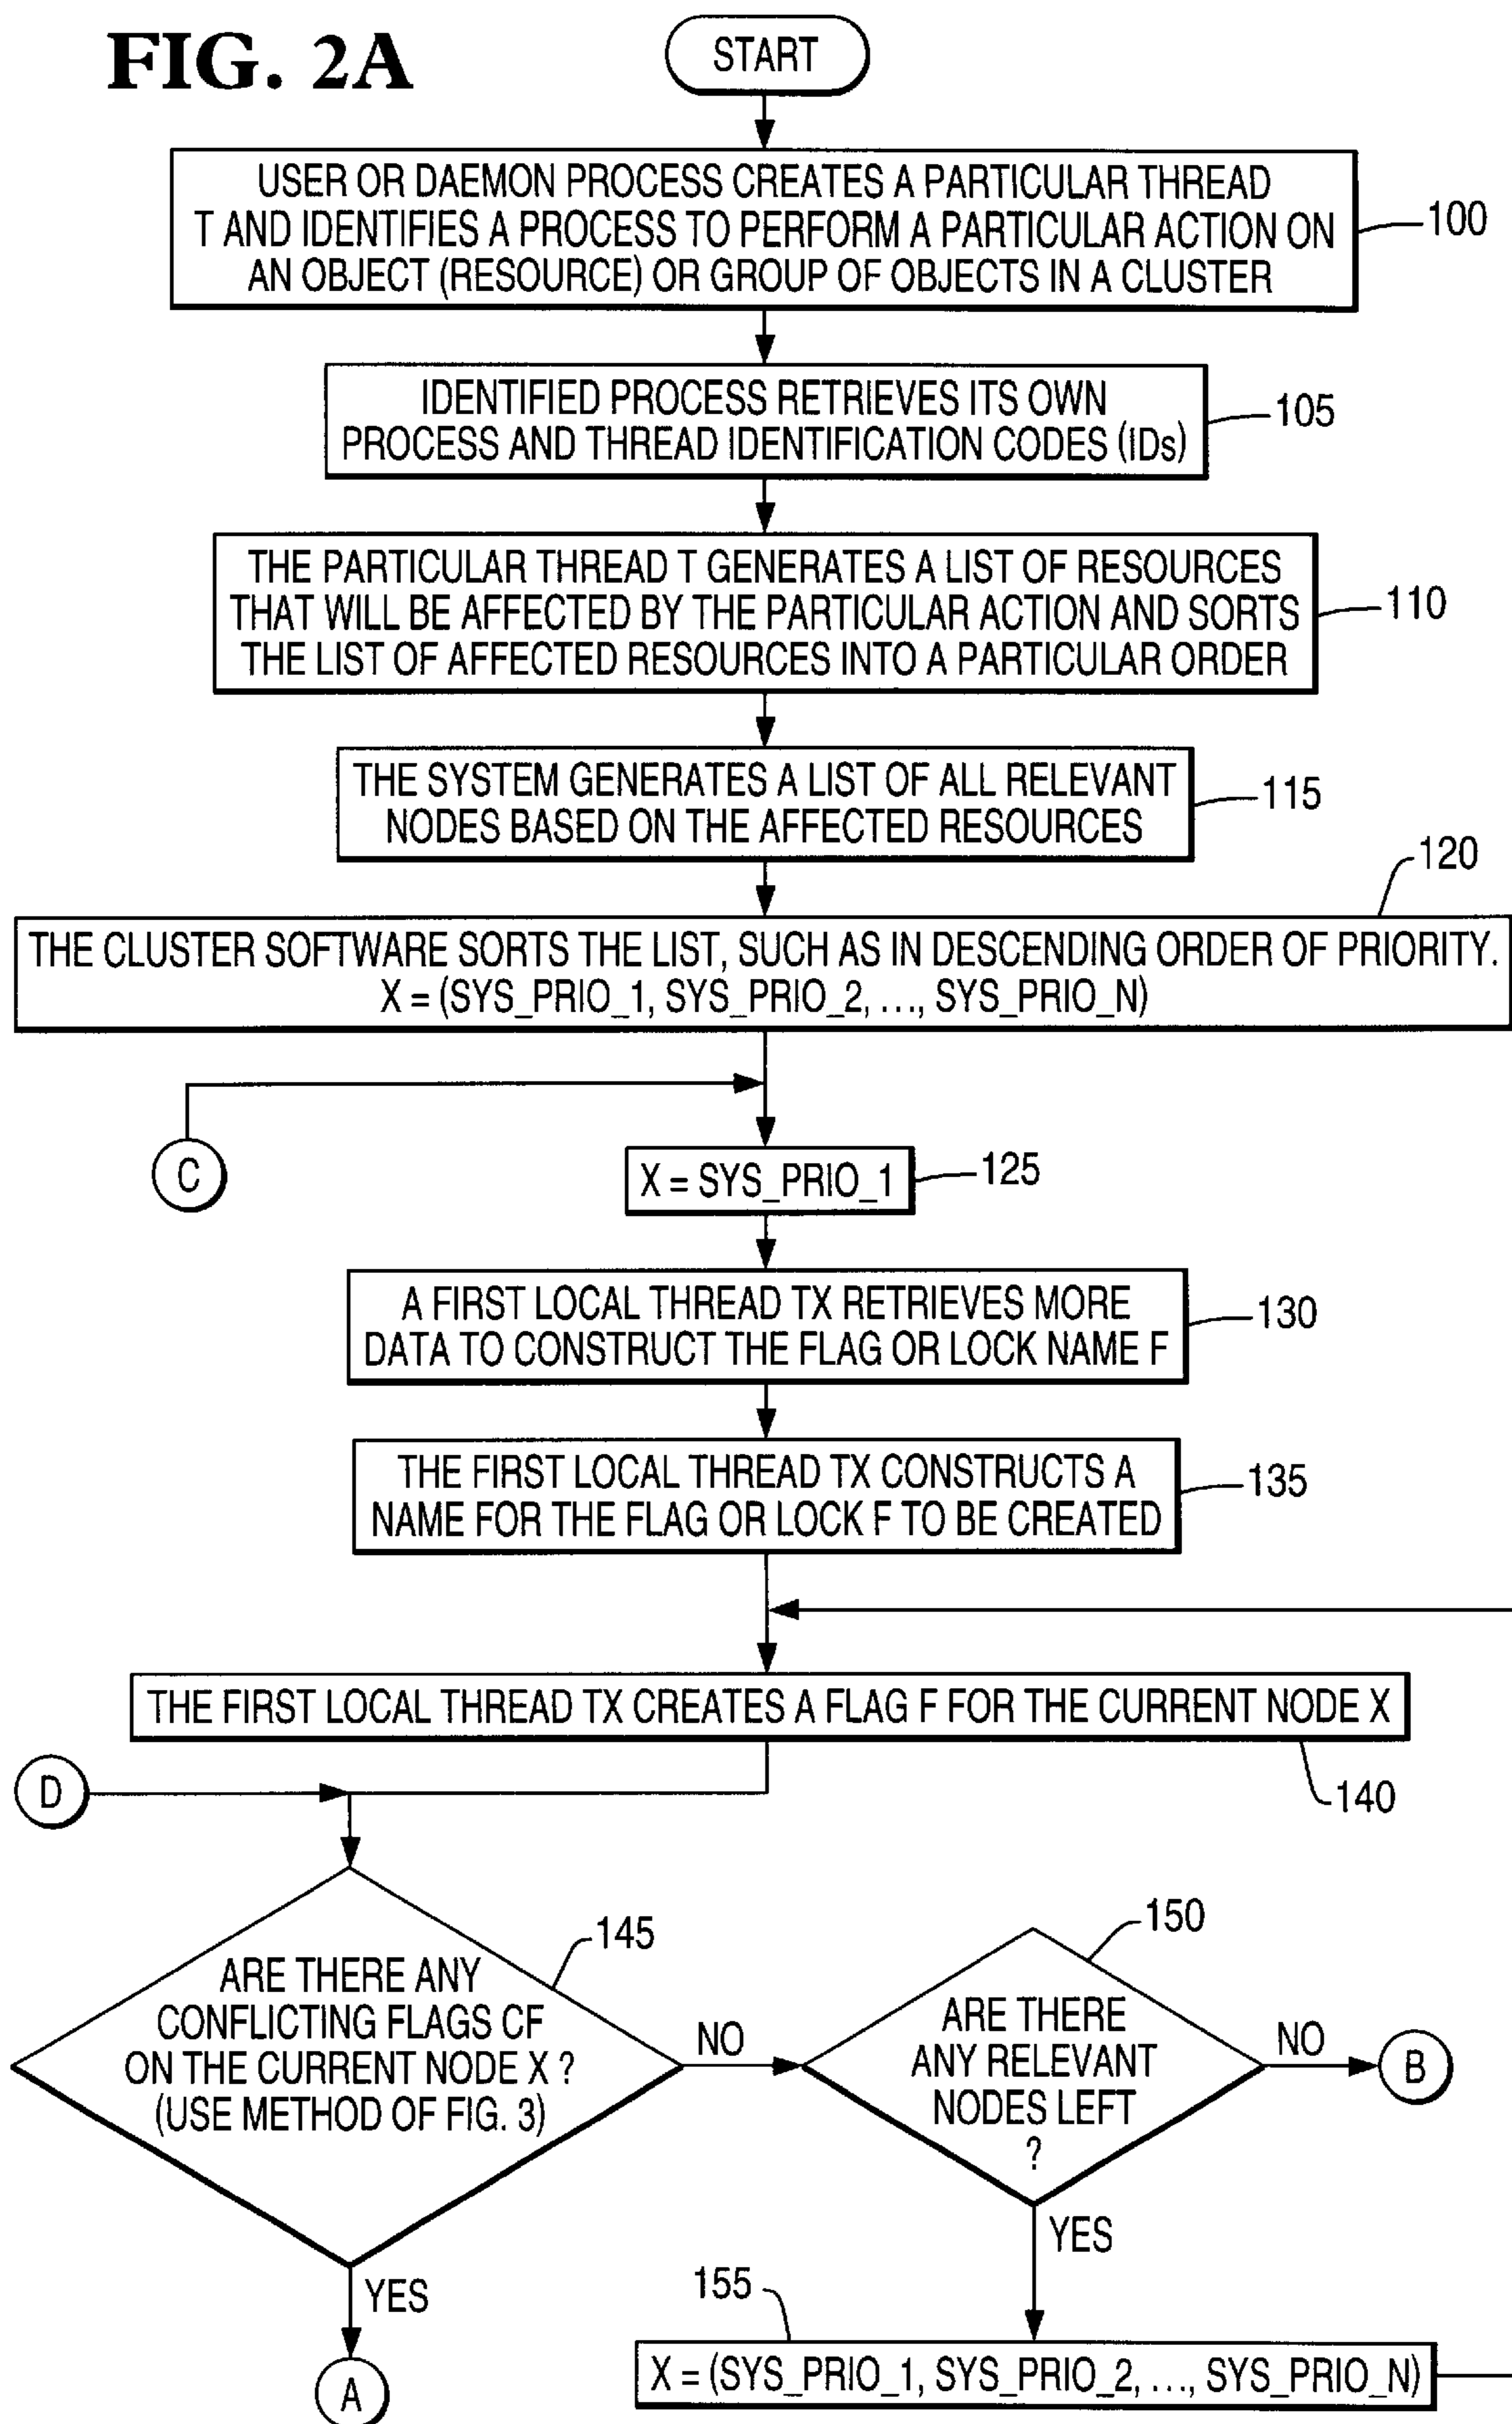 FIG. 2A
START
USER OR DAEMON PROCESS CREATES A PARTICULAR THREAD
T AND IDENTIFIES A PROCESS TO PERFORM A PARTICULAR ACTION ON
AN OBJECT (RESOURCE) OR GROUP OF OBJECTS IN A CLUSTER
100
IDENTIFIED PROCESS RETRIEVES ITS OWN
PROCESS AND THREAD IDENTIFICATION CODES (IDs)
105
THE PARTICULAR THREAD T GENERATES A LIST OF RESOURCES
THAT WILL BE AFFECTED BY THE PARTICULAR ACTION AND SORTS
THE LIST OF AFFECTED RESOURCES INTO A PARTICULAR ORDER
110
THE SYSTEM GENERATES A LIST OF ALL RELEVANT
NODES BASED ON THE AFFECTED RESOURCES
115
120
THE CLUSTER SOFTWARE SORTS THE LIST, SUCH AS IN DESCENDING ORDER OF PRIORITY.
X = (SYS_PRIO_1, SYS_PRIO_2, ..., SYS_PRIO_N)
C
X = SYS_PRIO_1
125
A FIRST LOCAL THREAD TX RETRIEVES MORE
DATA TO CONSTRUCT THE FLAG OR LOCK NAME F
130
THE FIRST LOCAL THREAD TX CONSTRUCTS A
NAME FOR THE FLAG OR LOCK F TO BE CREATED
135
THE FIRST LOCAL THREAD TX CREATES A FLAG F FOR THE CURRENT NODE X
140
D
ARE THERE ANY
CONFLICTING FLAGS CF
ON THE CURRENT NODE X ?
(USE METHOD OF FIG. 3)
145
NO
YES
A
150
ARE THERE
ANY RELEVANT
NODES LEFT
?
NO
B
YES
155
X = (SYS_PRIO_1, SYS_PRIO_2, ..., SYS_PRIO_N)